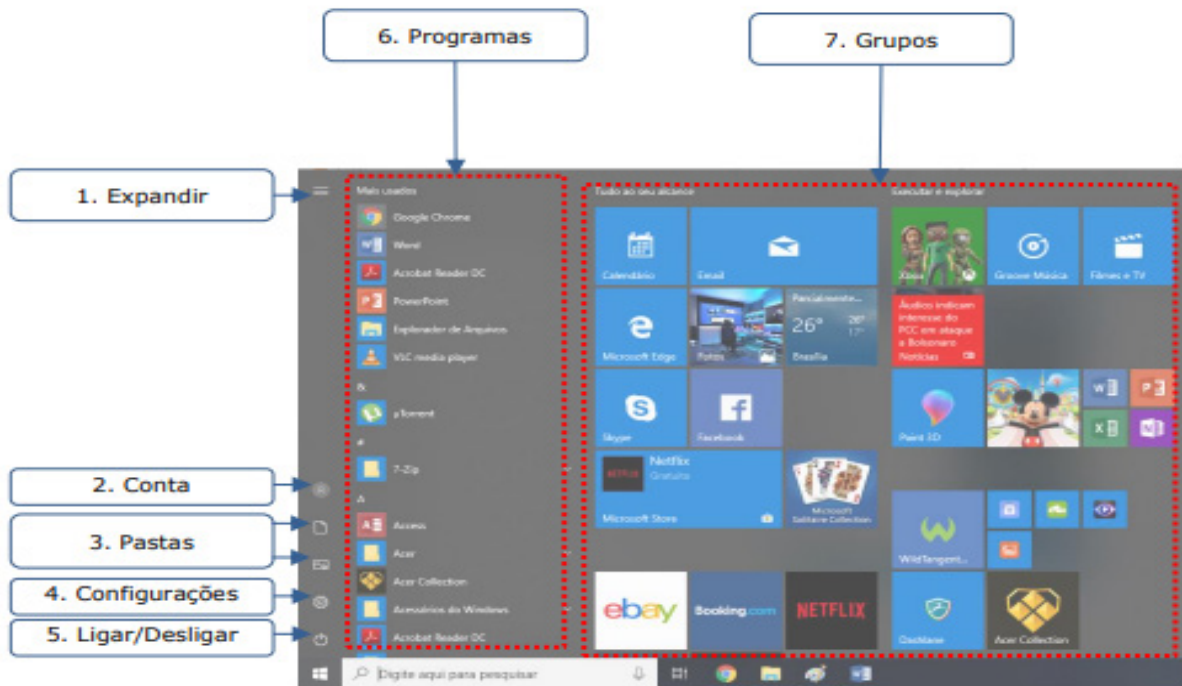 6. Programas
7. Grupos
1. Expandir
2. Conta
3. Pastas
4. Configurações
5. Ligar/Desligar
Mais usados
Google Chrome
Word
Acrobat Reader DC
PowerPoint
Explorador de Arquivos
VLC media player
&
µTorrent
#
7-Zip
A
Access
Acer
Acer Collection
Acessórios do Windows
Acrobat Reader DC
Tudo ao seu alcance
Calendário
Email
Microsoft Edge
Fotos
Parcialmente...
26°
26°
17°
Brasília
Skype
Facebook
NETFLIX
Netflix
Gratuito
Microsoft Store
Microsoft
Solitaire Collection
ebay
Booking.com
NETFLIX
Executar e explorar
Xbox
Groove Música
Filmes e TV
Áudios indicam
interesse do
PCC em ataque
a Bolsonaro
Notícias
Paint 3D
WildTangent...
Dashlane
Acer Collection
Digite aqui para pesquisar